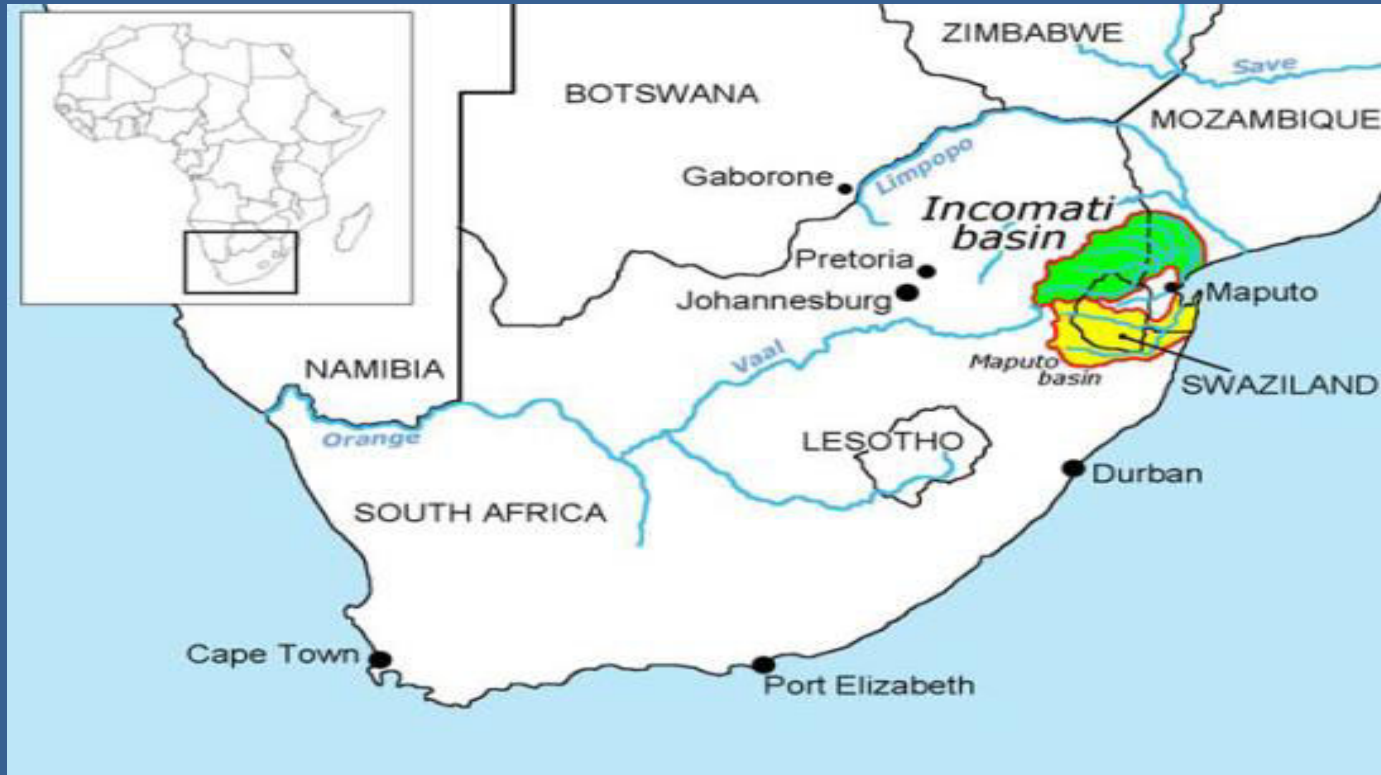 ZIMBABWE
Save
BOTSWANA
MOZAMBIQUE
Gaborone
Limpopo
Incomati
basin
Pretoria
Johannesburg
Maputo
Vaal
NAMIBIA
Maputo
basin
SWAZILAND
Orange
LESOTHO
Durban
SOUTH AFRICA
Cape Town
Port Elizabeth